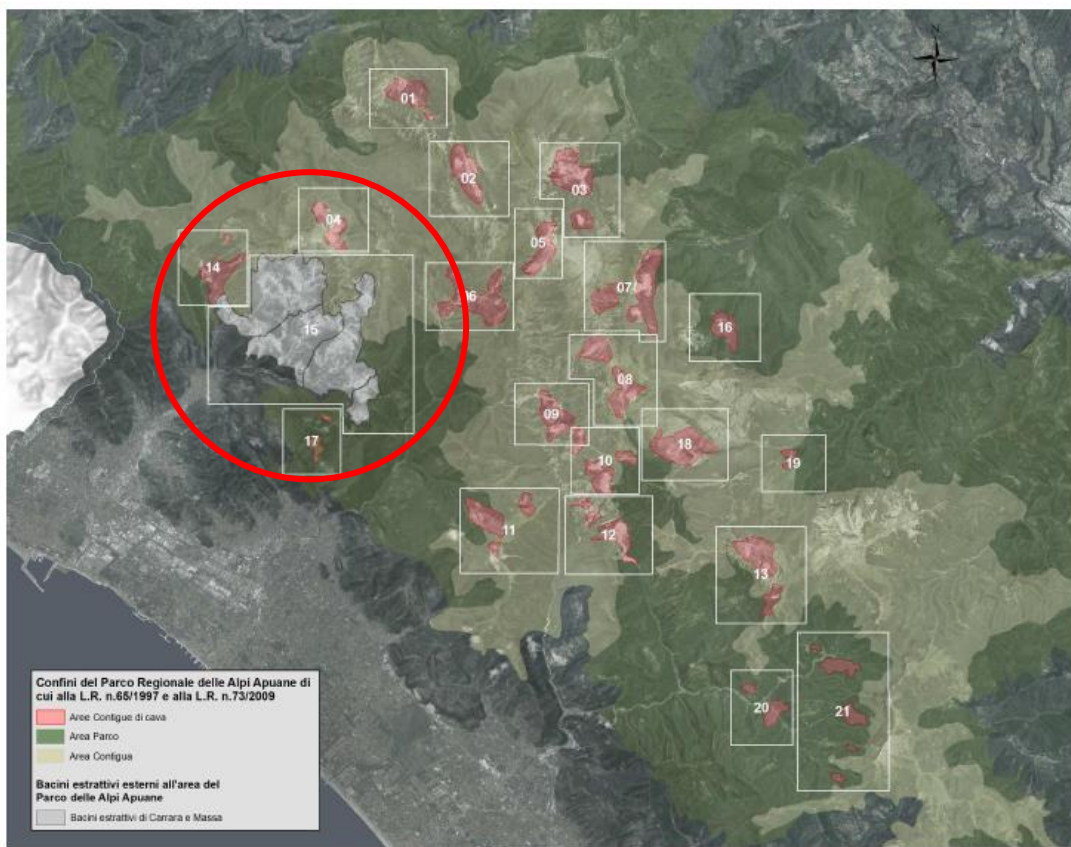 N
01
02
03
04
05
14
06
07
15
16
08
09
17
18
10
19
11
12
13
20
21
Confini del Parco Regionale delle Alpi Apuane di
cui alla L.R. n.65/1997 e alla L.R. n.73/2009
Aree Contigue di cava
Area Parco
Area Contigua
Bacini estrattivi esterni all'area del
Parco delle Alpi Apuane
Bacini estrattivi di Carrara e Massa